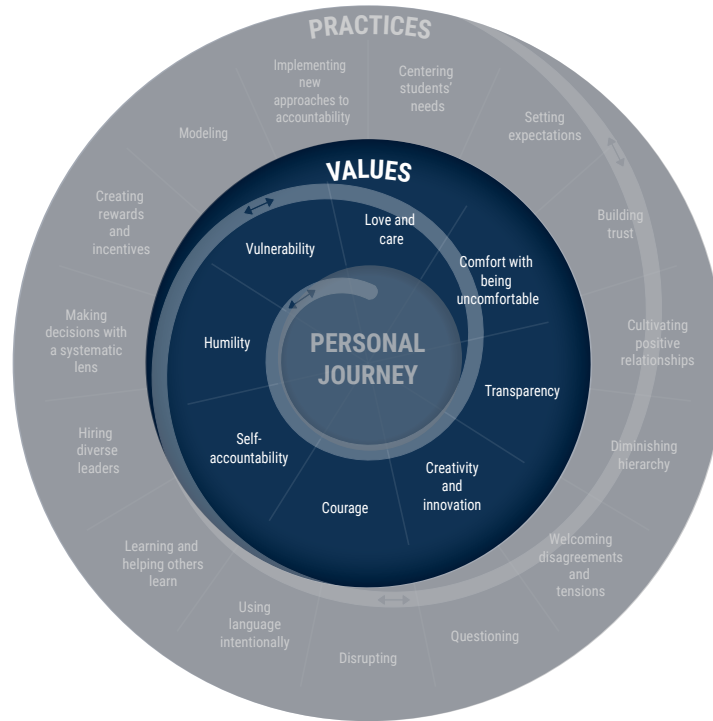 PRACTICES
Implementing
new
approaches to
accountability
Centering
students'
needs
Setting
expectations
Building
trust
Cultivating
positive
relationships
Diminishing
hierarchy
Welcoming
disagreements
and
tensions
Questioning
Disrupting
Using
language
intentionally
Learning and
helping others
learn
Hiring
diverse
leaders
Making
decisions with
a systematic
lens
Creating
rewards
and
incentives
Modeling
VALUES
Love and
care
Comfort with
being
uncomfortable
Transparency
Creativity
and
innovation
Courage
Self-
accountability
Humility
Vulnerability
PERSONAL
JOURNEY